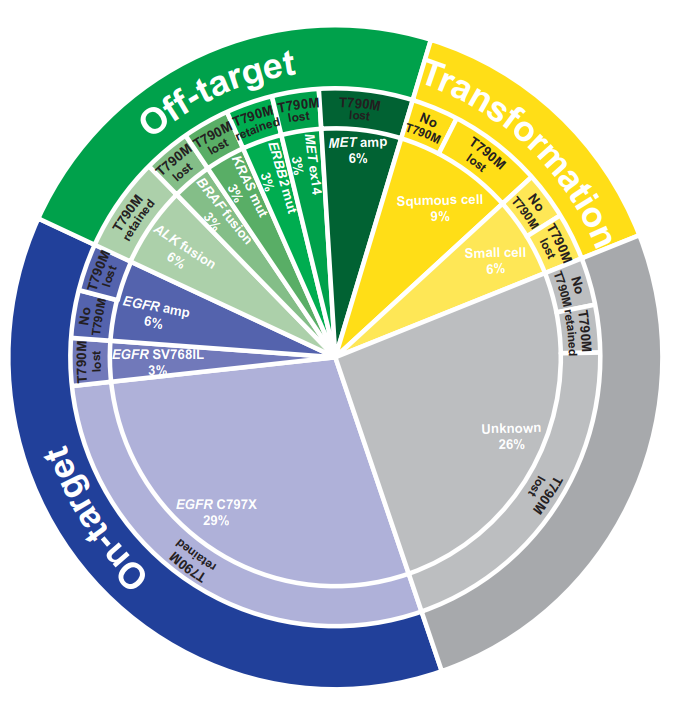 Off-target
Transformation
On-target
T790M
lost
MET amp
6%
No
T790M
T790M
lost
Squmous cell
9%
No
T790M
T790M
lost
Small cell
6%
No
T790M
T790M
retained
T790M
lost
Unknown
26%
T790M
retained
EGFR C797X
29%
T790M
lost
EGFR SV768IL
3%
No
T790M
T790M
lost
EGFR amp
6%
T790M
retained
ALK fusion
6%
T790M
lost
BRAF fusion
3%
T790M
lost
KRAS mut
3%
T790M
retained
ERBB2 mut
3%
T790M
lost
MET ex14
3%